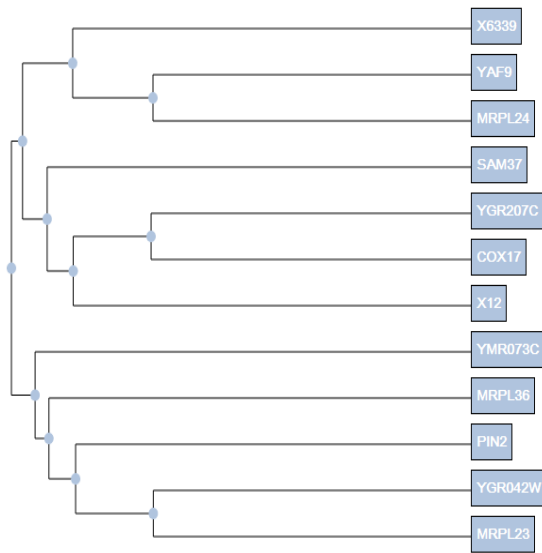 X6339
YAF9
MRPL24
SAM37
YGR207C
COX17
X12
YMR073C
MRPL36
PIN2
YGR042W
MRPL23